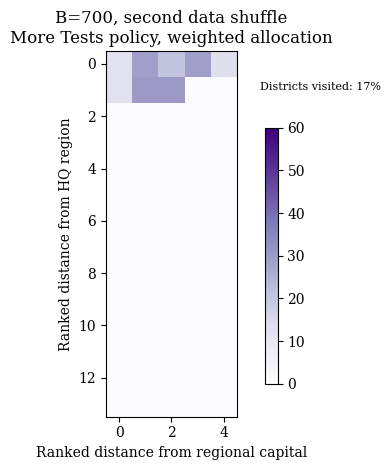 B=700, second data shuffle
More Tests policy, weighted allocation
Districts visited: 17%
0
2
4
6
8
10
12
Ranked distance from HQ region
60
50
40
30
20
10
0
0 2 4
Ranked distance from regional capital